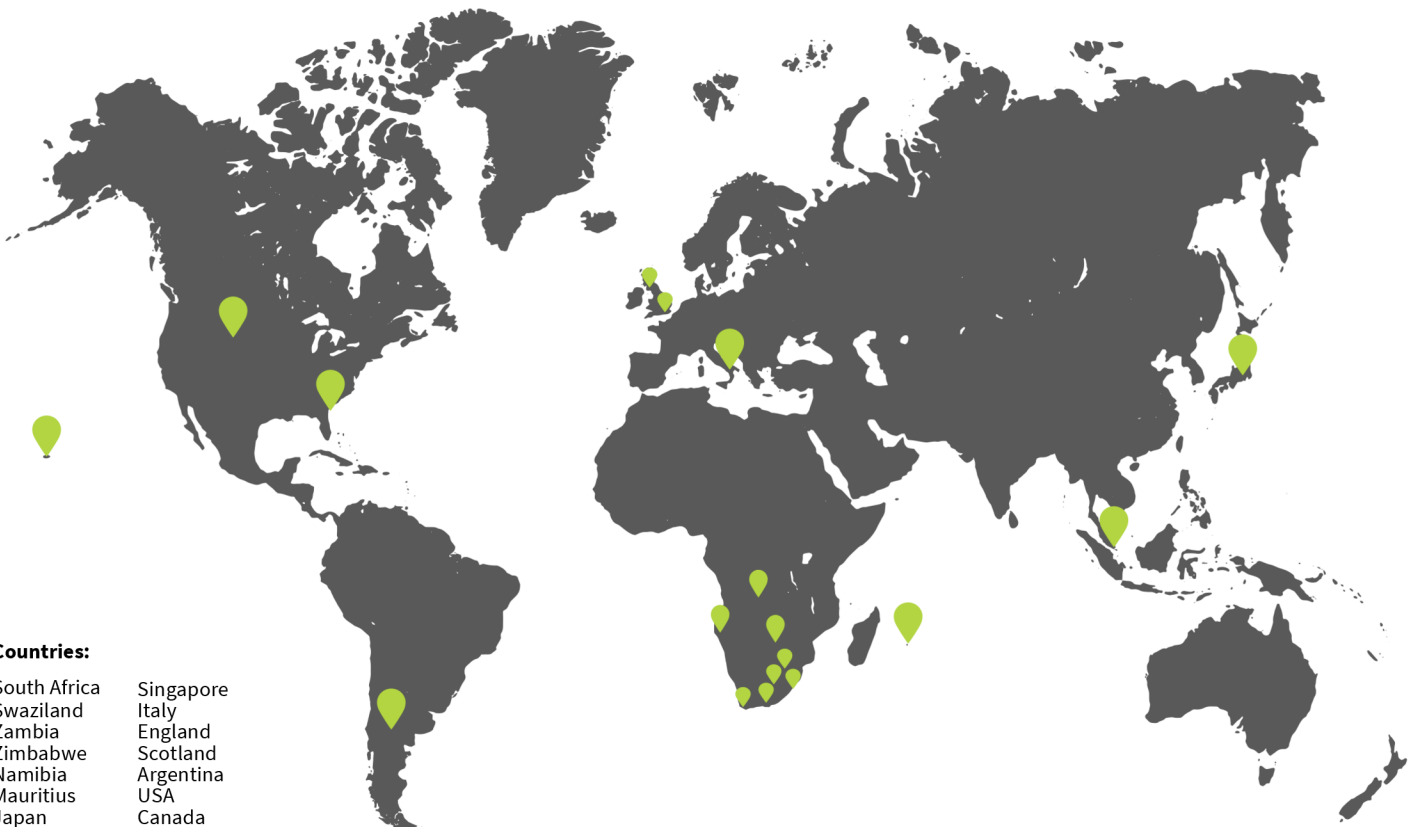 Countries:
South Africa
Swaziland
Zambia
Zimbabwe
Namibia
Mauritius
Japan
Singapore
Italy
England
Scotland
Argentina
USA
Canada